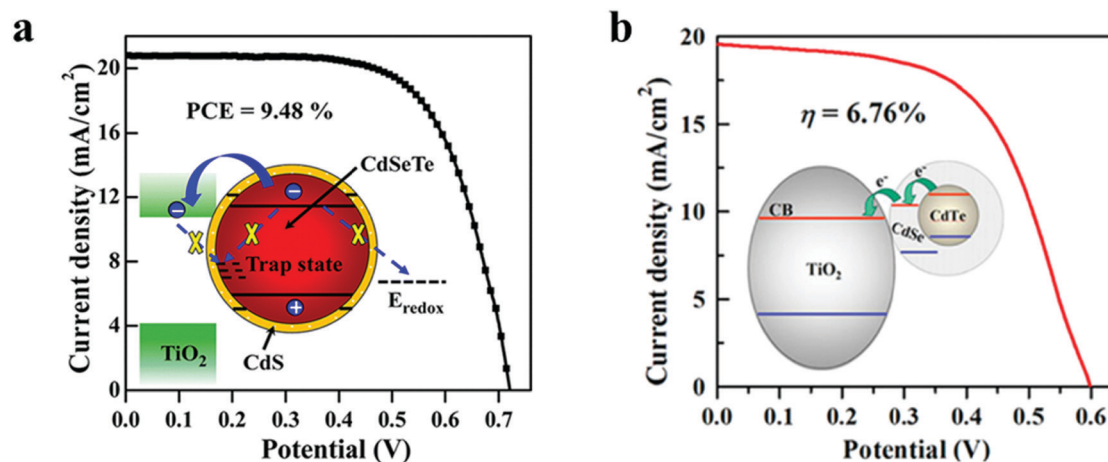 a
Current density (mA/cm²)
20
16
12
8
4
0
PCE = 9.48 %
CdSeTe
−
−
X
X
X
Trap state
E_redox
+
TiO₂
CdS
0.0 0.1 0.2 0.3 0.4 0.5 0.6 0.7
Potential (V)
b
Current density (mA/cm²)
20
15
10
5
0
η = 6.76%
e⁻
e⁻
CB
CdTe
CdSe
TiO₂
0.0 0.1 0.2 0.3 0.4 0.5 0.6
Potential (V)